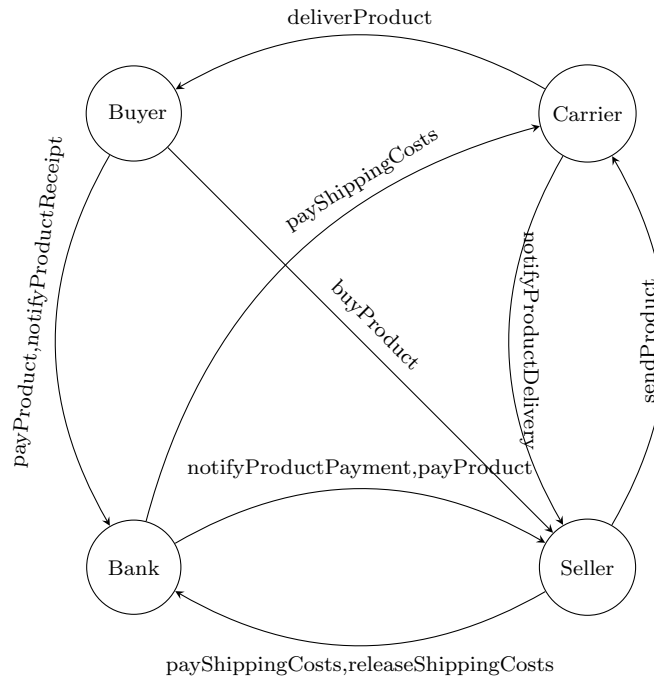 deliverProduct
Buyer
Carrier
payShippingCosts
payProduct,notifyProductReceipt
buyProduct
notifyProductDelivery
sendProduct
notifyProductPayment,payProduct
Bank
Seller
payShippingCosts,releaseShippingCosts